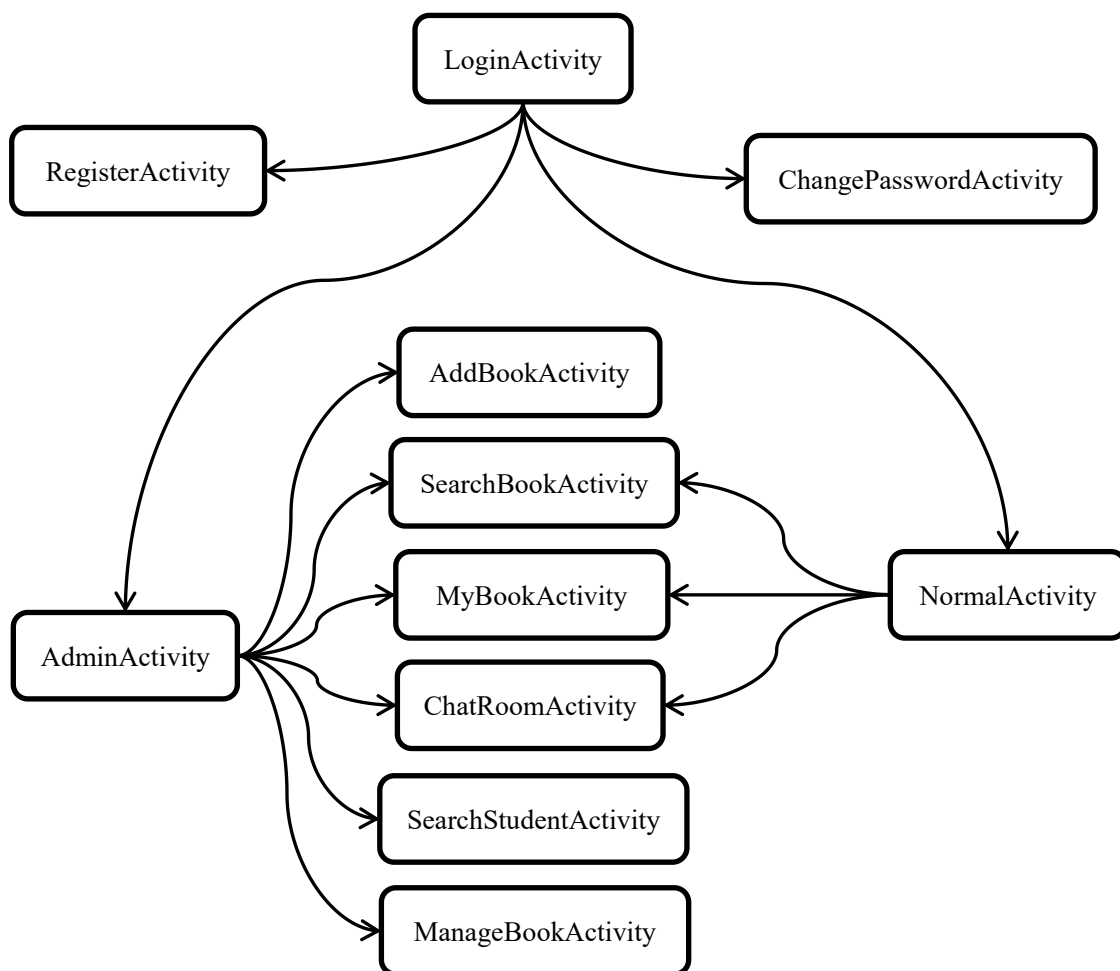 LoginActivity
RegisterActivity
ChangePasswordActivity
AddBookActivity
SearchBookActivity
MyBookActivity
NormalActivity
AdminActivity
ChatRoomActivity
SearchStudentActivity
ManageBookActivity